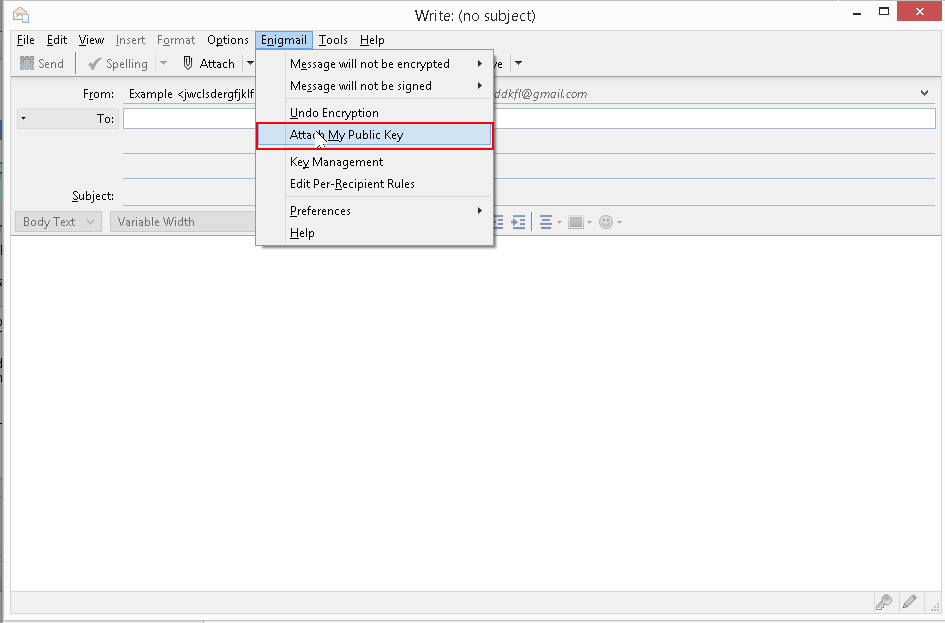 Write: (no subject)
File Edit View Insert Format Options Enigmail Tools Help
Send Spelling Attach
Message will not be encrypted
Message will not be signed
Undo Encryption
Attach My Public Key
Key Management
Edit Per-Recipient Rules
Preferences
Help
From: Example <jwclsdergfjklf ddkfl@gmail.com
To:
Subject:
Body Text Variable Width